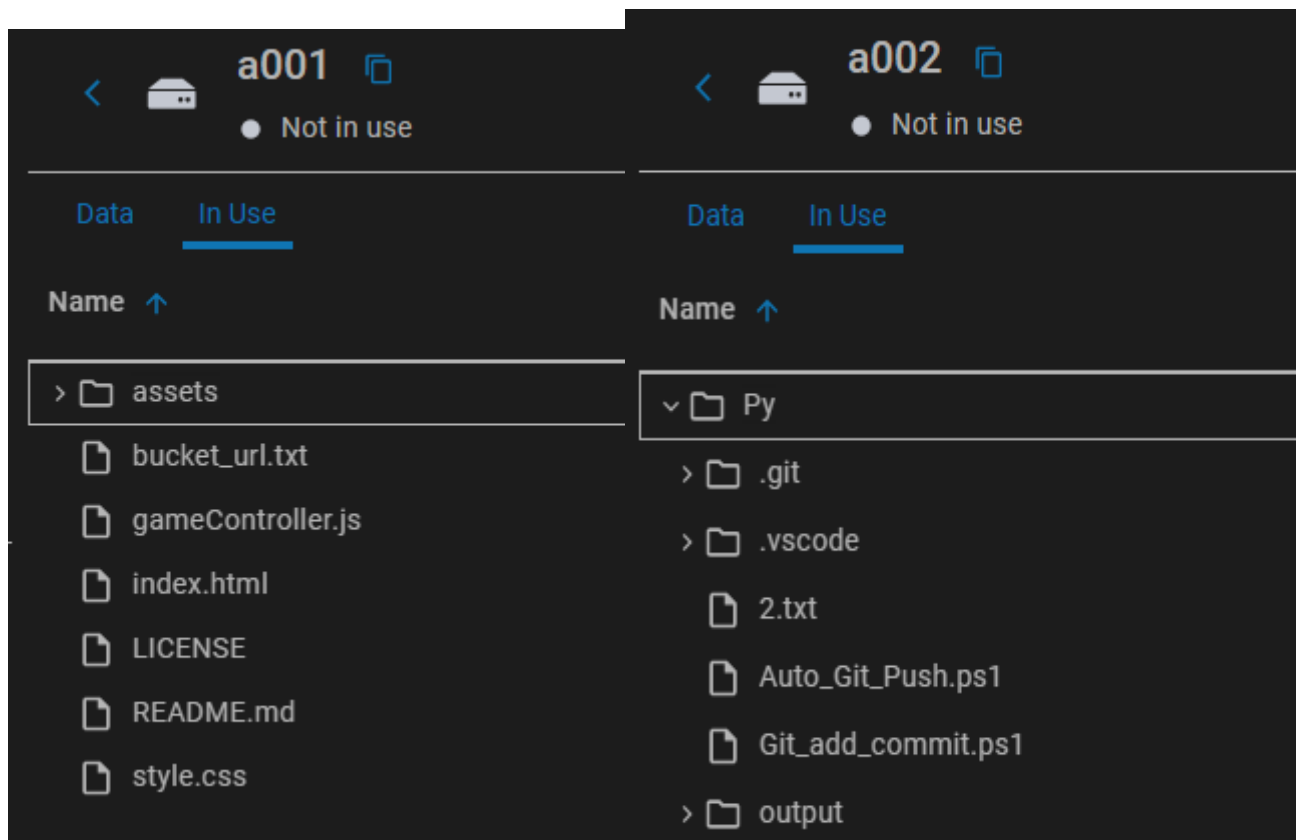 a001
Not in use
Data In Use
Name
assets
bucket_url.txt
gameController.js
index.html
LICENSE
README.md
style.css
a002
Not in use
Data In Use
Name
Py
.git
.vscode
2.txt
Auto_Git_Push.ps1
Git_add_commit.ps1
output